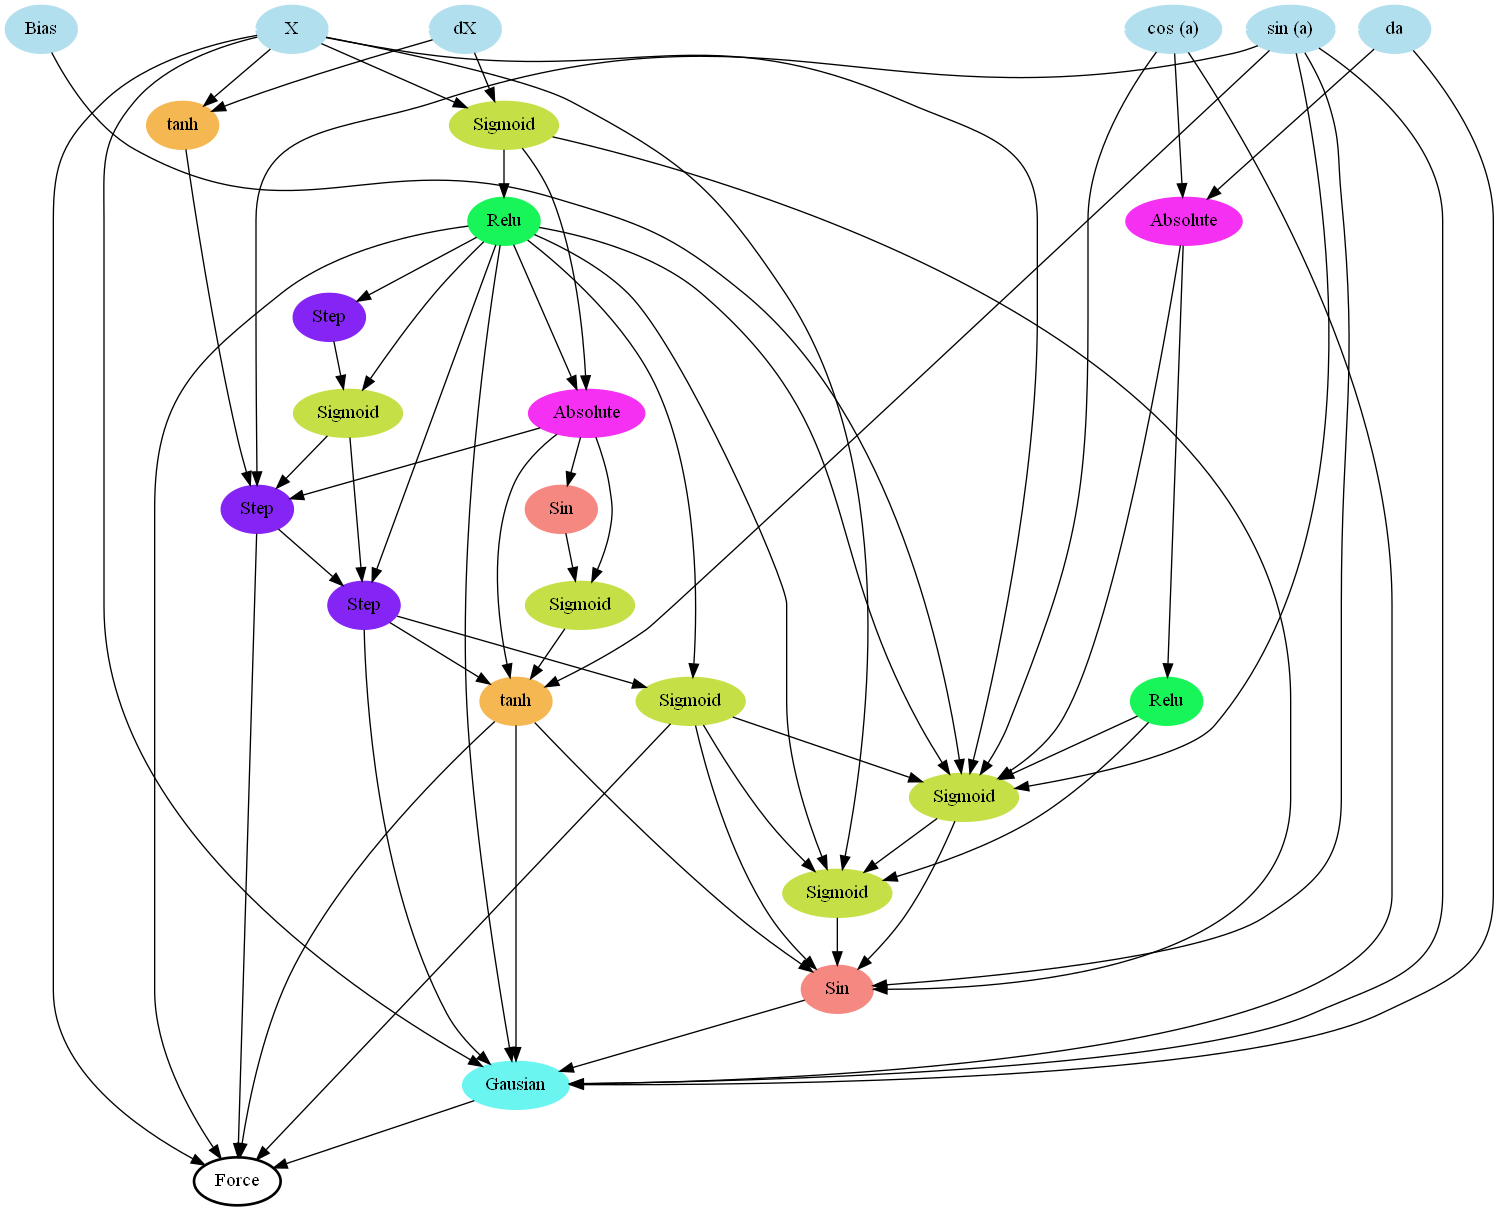 Bias
X
dX
cos (a)
sin (a)
da
tanh
Sigmoid
Relu
Absolute
Step
Sigmoid
Absolute
Step
Sin
Step
Sigmoid
tanh
Sigmoid
Relu
Sigmoid
Sigmoid
Sin
Gausian
Force